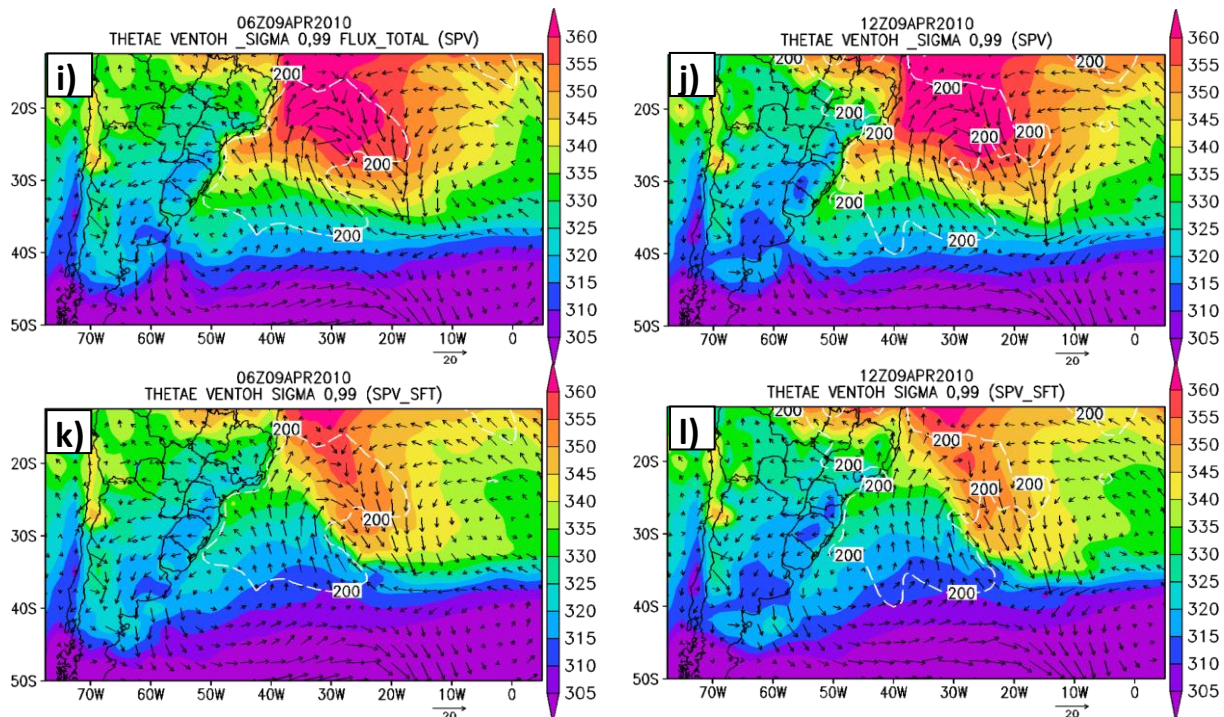 06Z09APR2010
THETAE VENTOH _SIGMA 0,99 FLUX_TOTAL (SPV)
i)
200
200
200
20S
30S
40S
50S
70W 60W 50W 40W 30W 20W 10W 0
20
360
355
350
345
340
330
325
320
315
310
305
12Z09APR2010
THETAE VENTOH _SIGMA 0,99 (SPV)
j)
200
200
200
200
200
200
200
200
200
20S
30S
40S
50S
70W 60W 50W 40W 30W 20W 10W 0
20
360
355
350
345
340
330
325
320
315
310
305
06Z09APR2010
THETAE VENTOH SIGMA 0,99 (SPV_SFT)
k)
200
200
200
20S
30S
40S
50S
70W 60W 50W 40W 30W 20W 10W 0
20
360
355
350
345
340
330
325
320
315
310
305
12Z09APR2010
THETAE VENTOH SIGMA 0,99 (SPV_SFT)
l)
200
200
200
200
200
200
200
200
200
20S
30S
40S
50S
70W 60W 50W 40W 30W 20W 10W 0
20
360
355
350
345
340
330
325
320
315
310
305